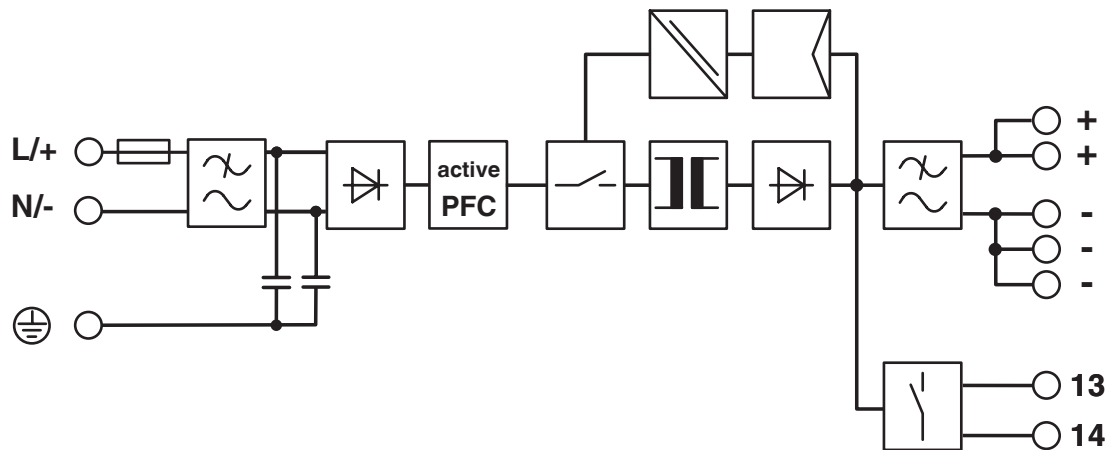 L/+
N/-
active
PFC
+
+
-
-
-
13
14